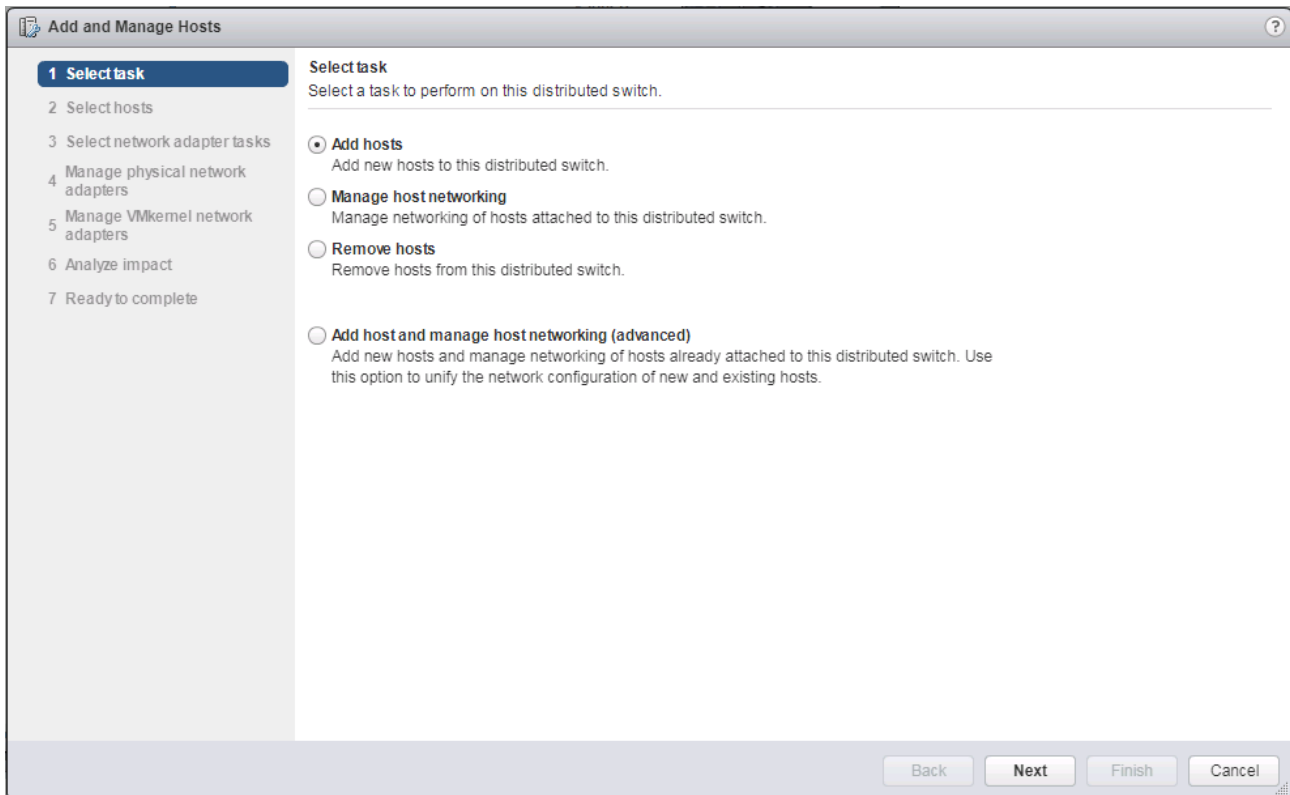 Add and Manage Hosts
?
1 Select task
2 Select hosts
3 Select network adapter tasks
4 Manage physical network
adapters
5 Manage VMkernel network
adapters
6 Analyze impact
7 Ready to complete
Select task
Select a task to perform on this distributed switch.
Add hosts
Add new hosts to this distributed switch.
Manage host networking
Manage networking of hosts attached to this distributed switch.
Remove hosts
Remove hosts from this distributed switch.
Add host and manage host networking (advanced)
Add new hosts and manage networking of hosts already attached to this distributed switch. Use
this option to unify the network configuration of new and existing hosts.
Back
Next
Finish
Cancel